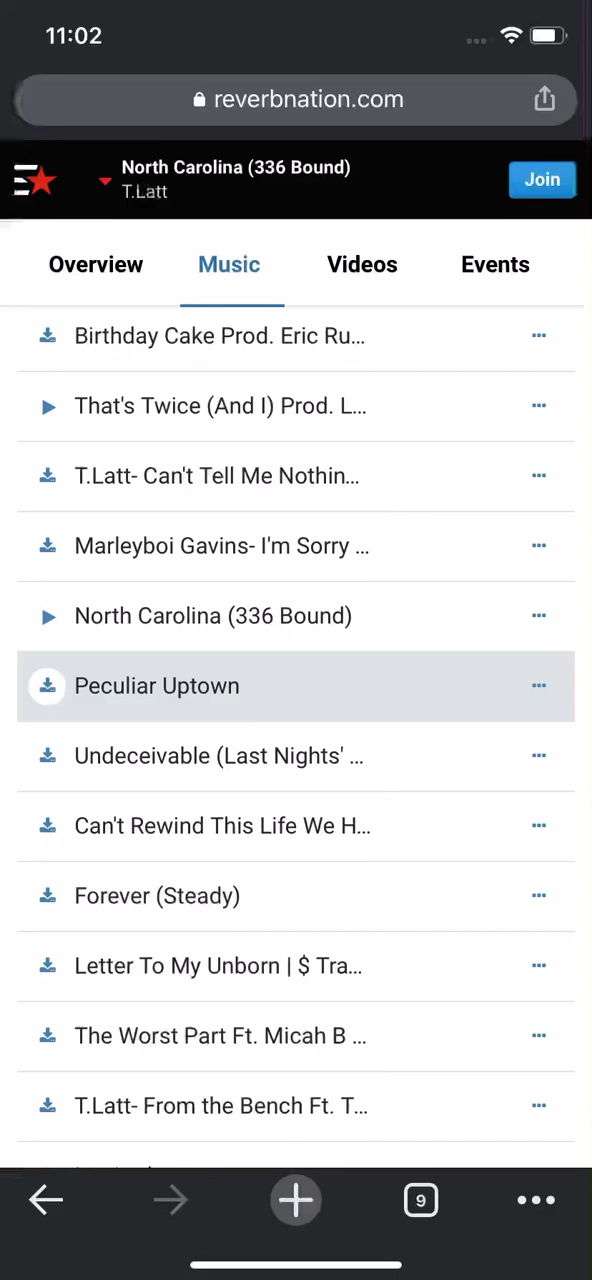 11:02
reverbnation.com
North Carolina (336 Bound)
T.Latt
Join
Overview
Music
Videos
Events
Birthday Cake Prod. Eric Ru...
That's Twice (And I) Prod. L...
T.Latt- Can't Tell Me Nothin...
Marleyboi Gavins- I'm Sorry ...
North Carolina (336 Bound)
Peculiar Uptown
Undeceivable (Last Nights' ...
Can't Rewind This Life We H...
Forever (Steady)
Letter To My Unborn | $ Tra...
The Worst Part Ft. Micah B ...
T.Latt- From the Bench Ft. T...
9